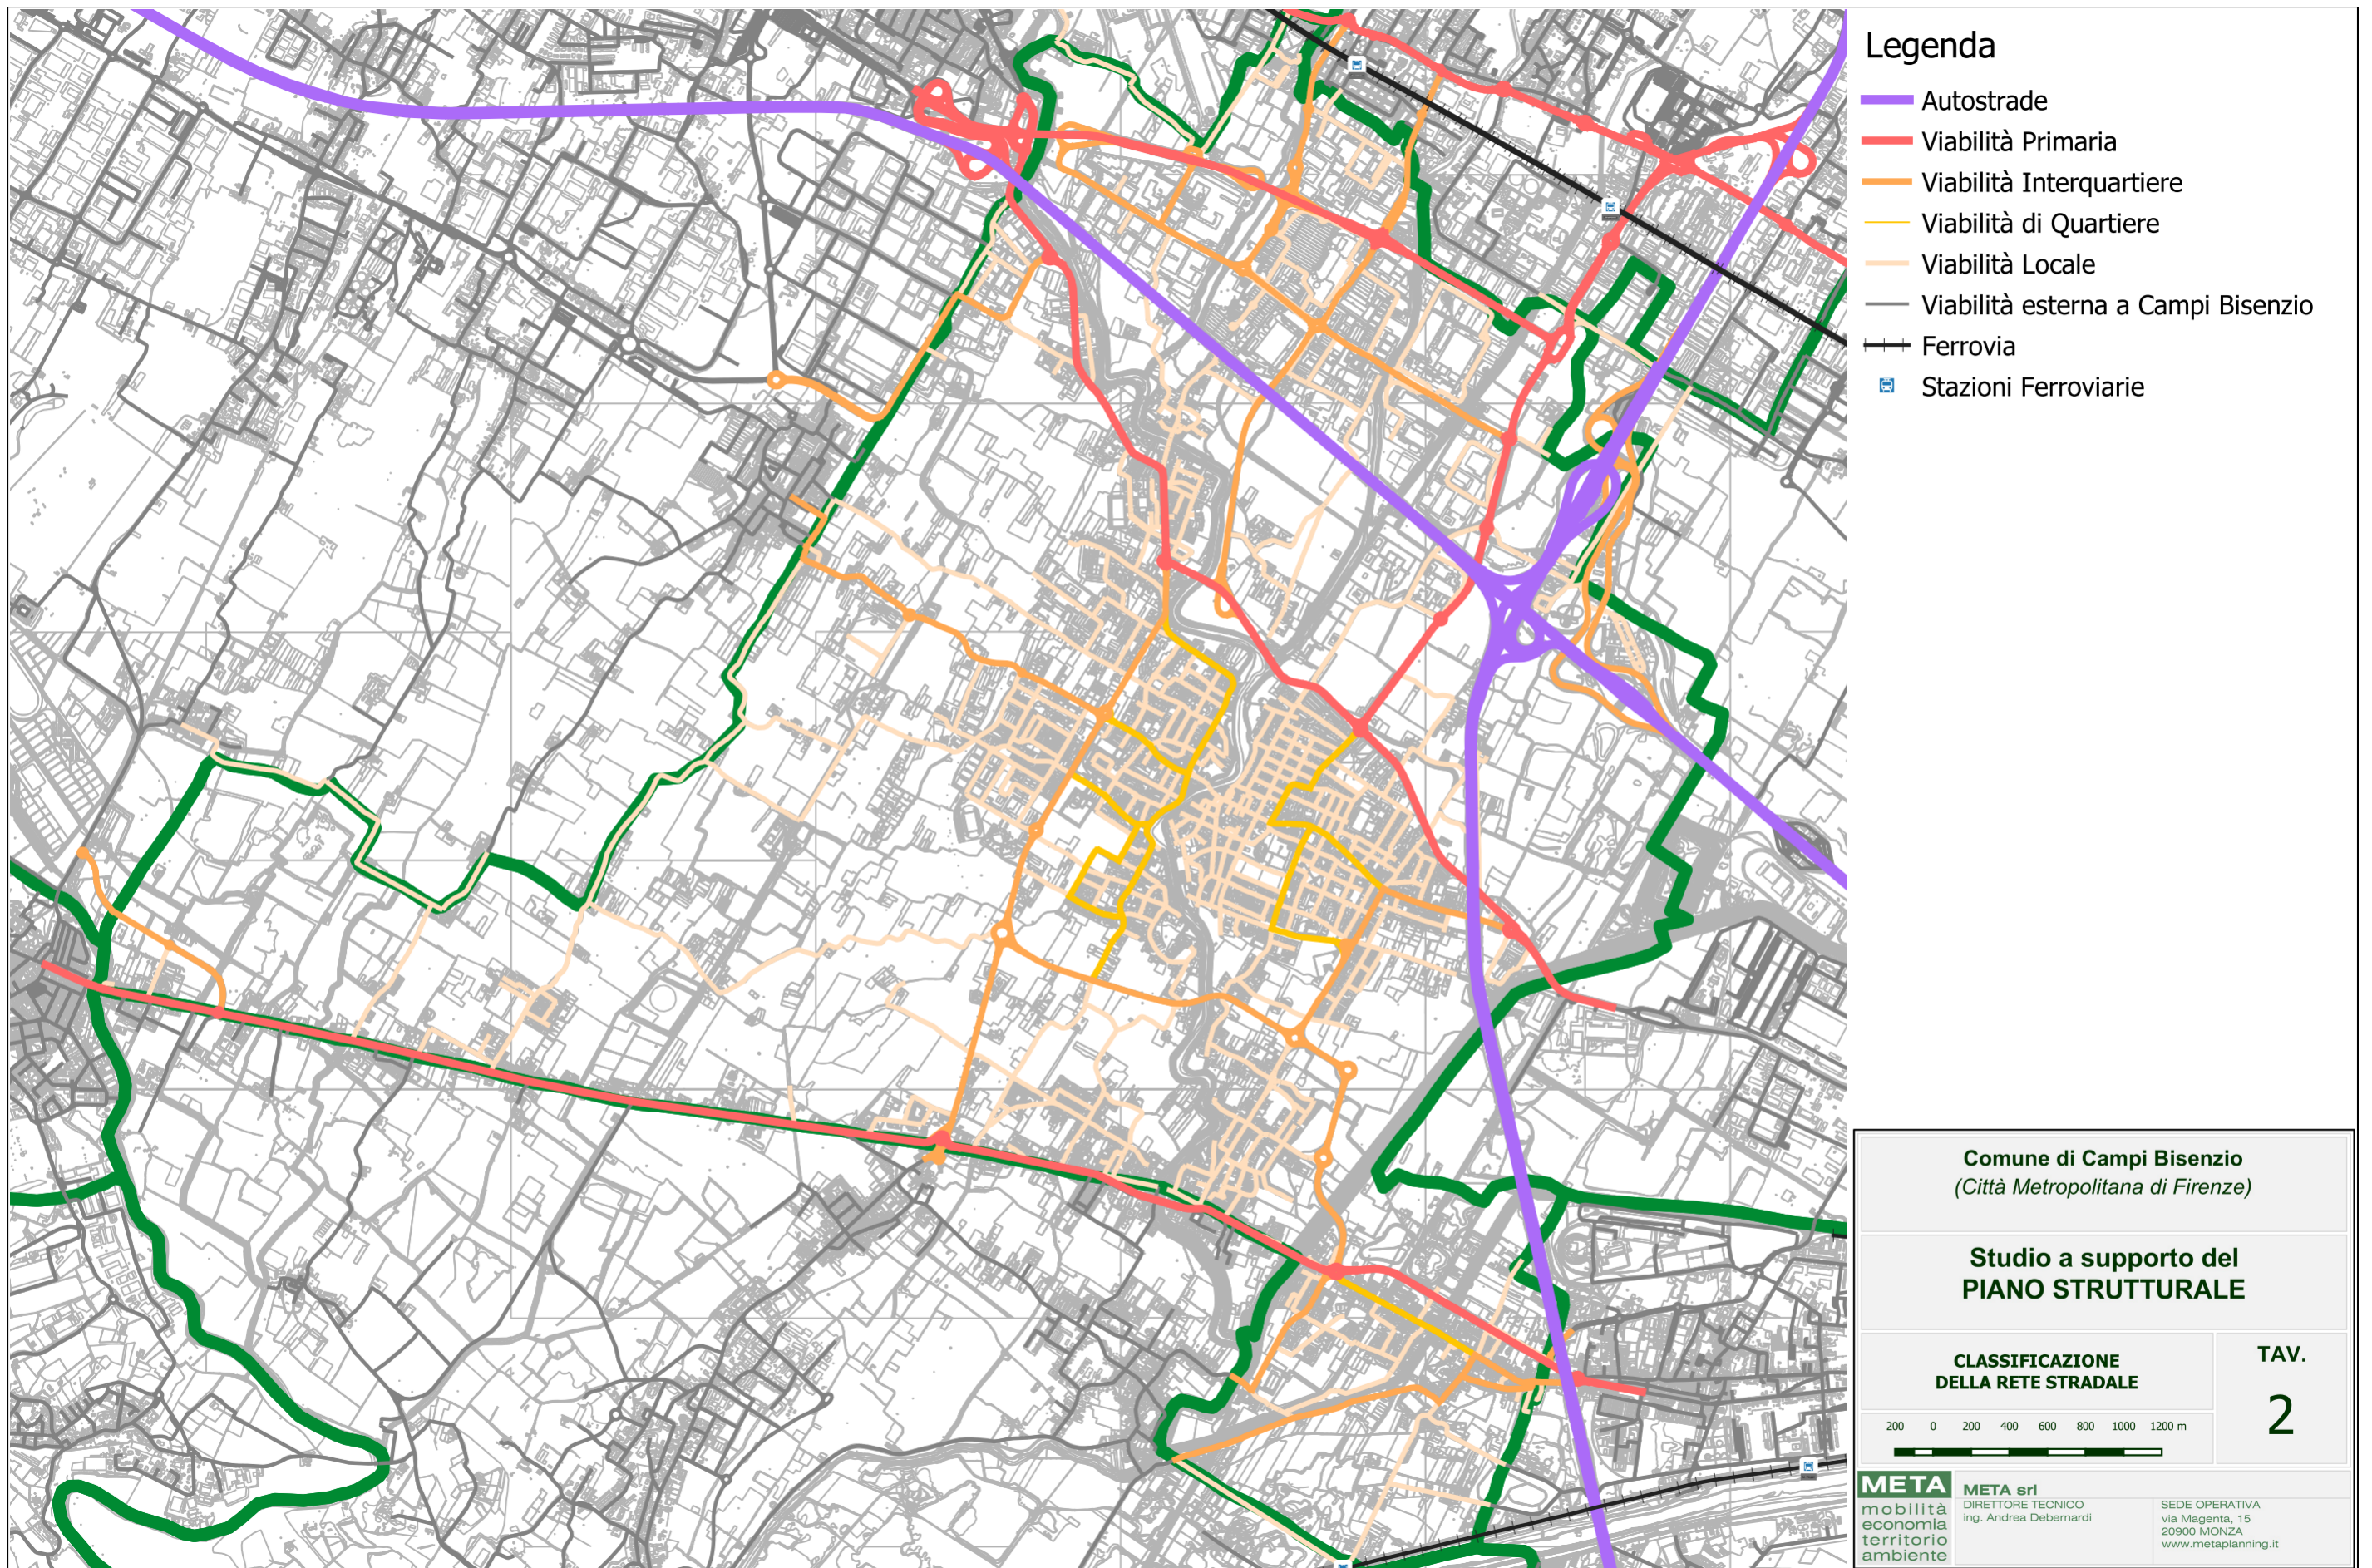 Legenda
Autostrade
Viabilità Primaria
Viabilità Interquartiere
Viabilità di Quartiere
Viabilità Locale
Viabilità esterna a Campi Bisenzio
Ferrovia
Stazioni Ferroviarie
Comune di Campi Bisenzio
(Città Metropolitana di Firenze)
Studio a supporto del
PIANO STRUTTURALE
CLASSIFICAZIONE
DELLA RETE STRADALE
TAV.
2
200 0 200 400 600 800 1000 1200 m
META
mobilità
economia
territorio
ambiente
META srl
DIRETTORE TECNICO
ing. Andrea Debernardi
SEDE OPERATIVA
via Magenta, 15
20900 MONZA
www.metaplanning.it